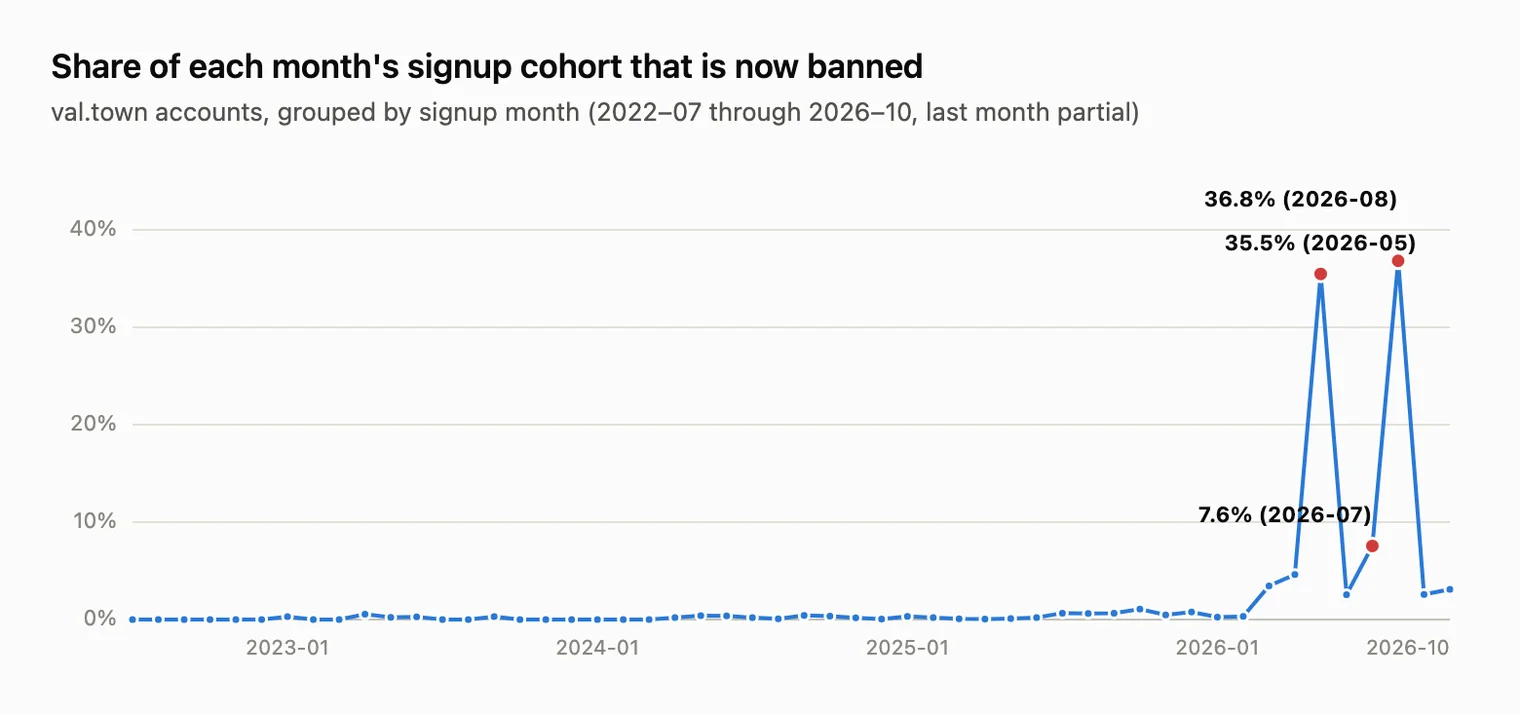 Share of each month's signup cohort that is now banned
val.town accounts, grouped by signup month (2022–07 through 2026–10, last month partial)
36.8% (2026-08)
40%
35.5% (2026-05)
30%
20%
10%
7.6% (2026-07)
0%
2023-01 2024-01 2025-01 2026-01 2026-10